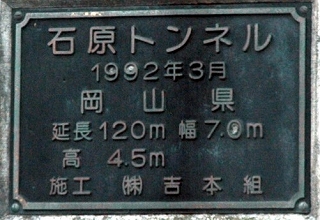 石原トンネル
1992年3月
岡山県
延長120m 幅7.0m
高 4.5m
施工 ㈱吉本組